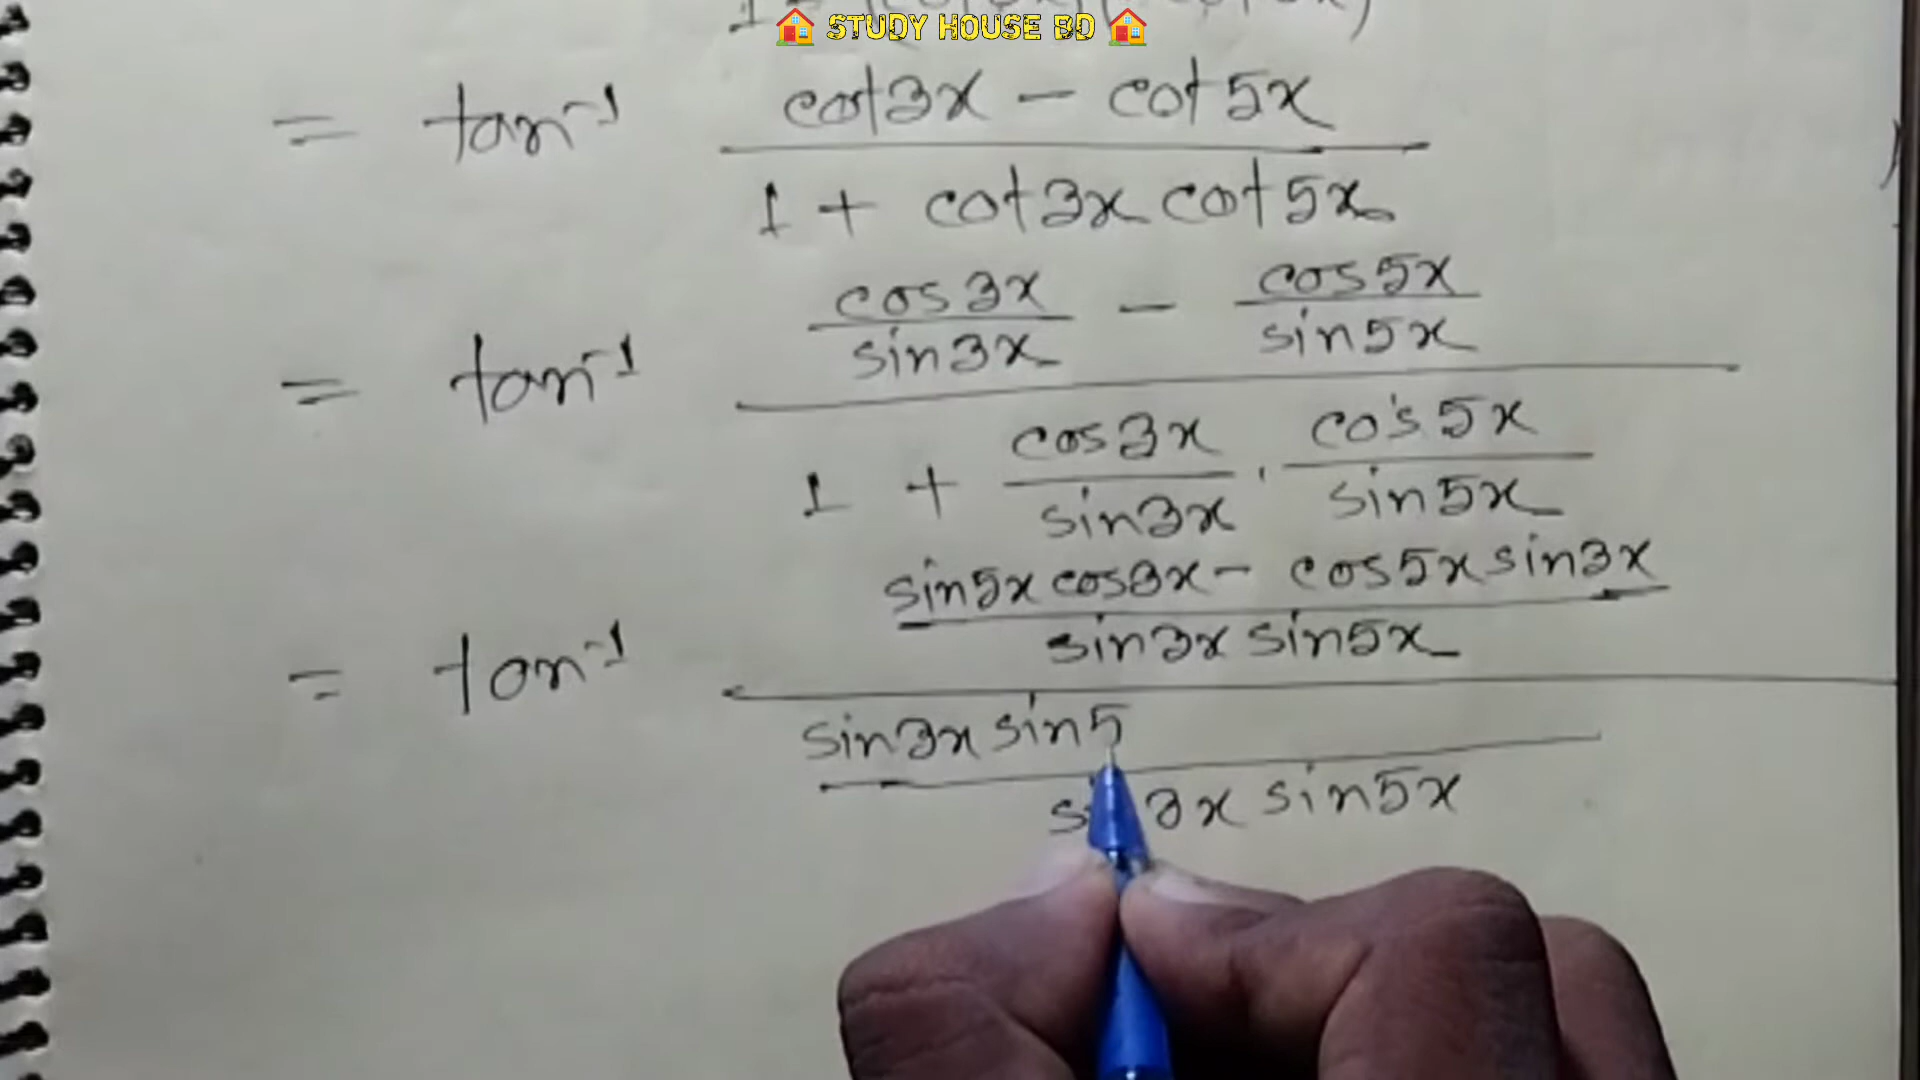 🏠 STUDY HOUSE BD 🏠
cot3x - cot5x
= tan⁻¹
1 + cot3x cot5x
cos3x - cos5x
sin3x sin5x
= tan⁻¹
cos3x . cos5x
1 +
sin3x sin5x
sin5x cos3x - cos5x sin3x
sin3x sin5x
= tan⁻¹
sin3x sin5
3x sin5x